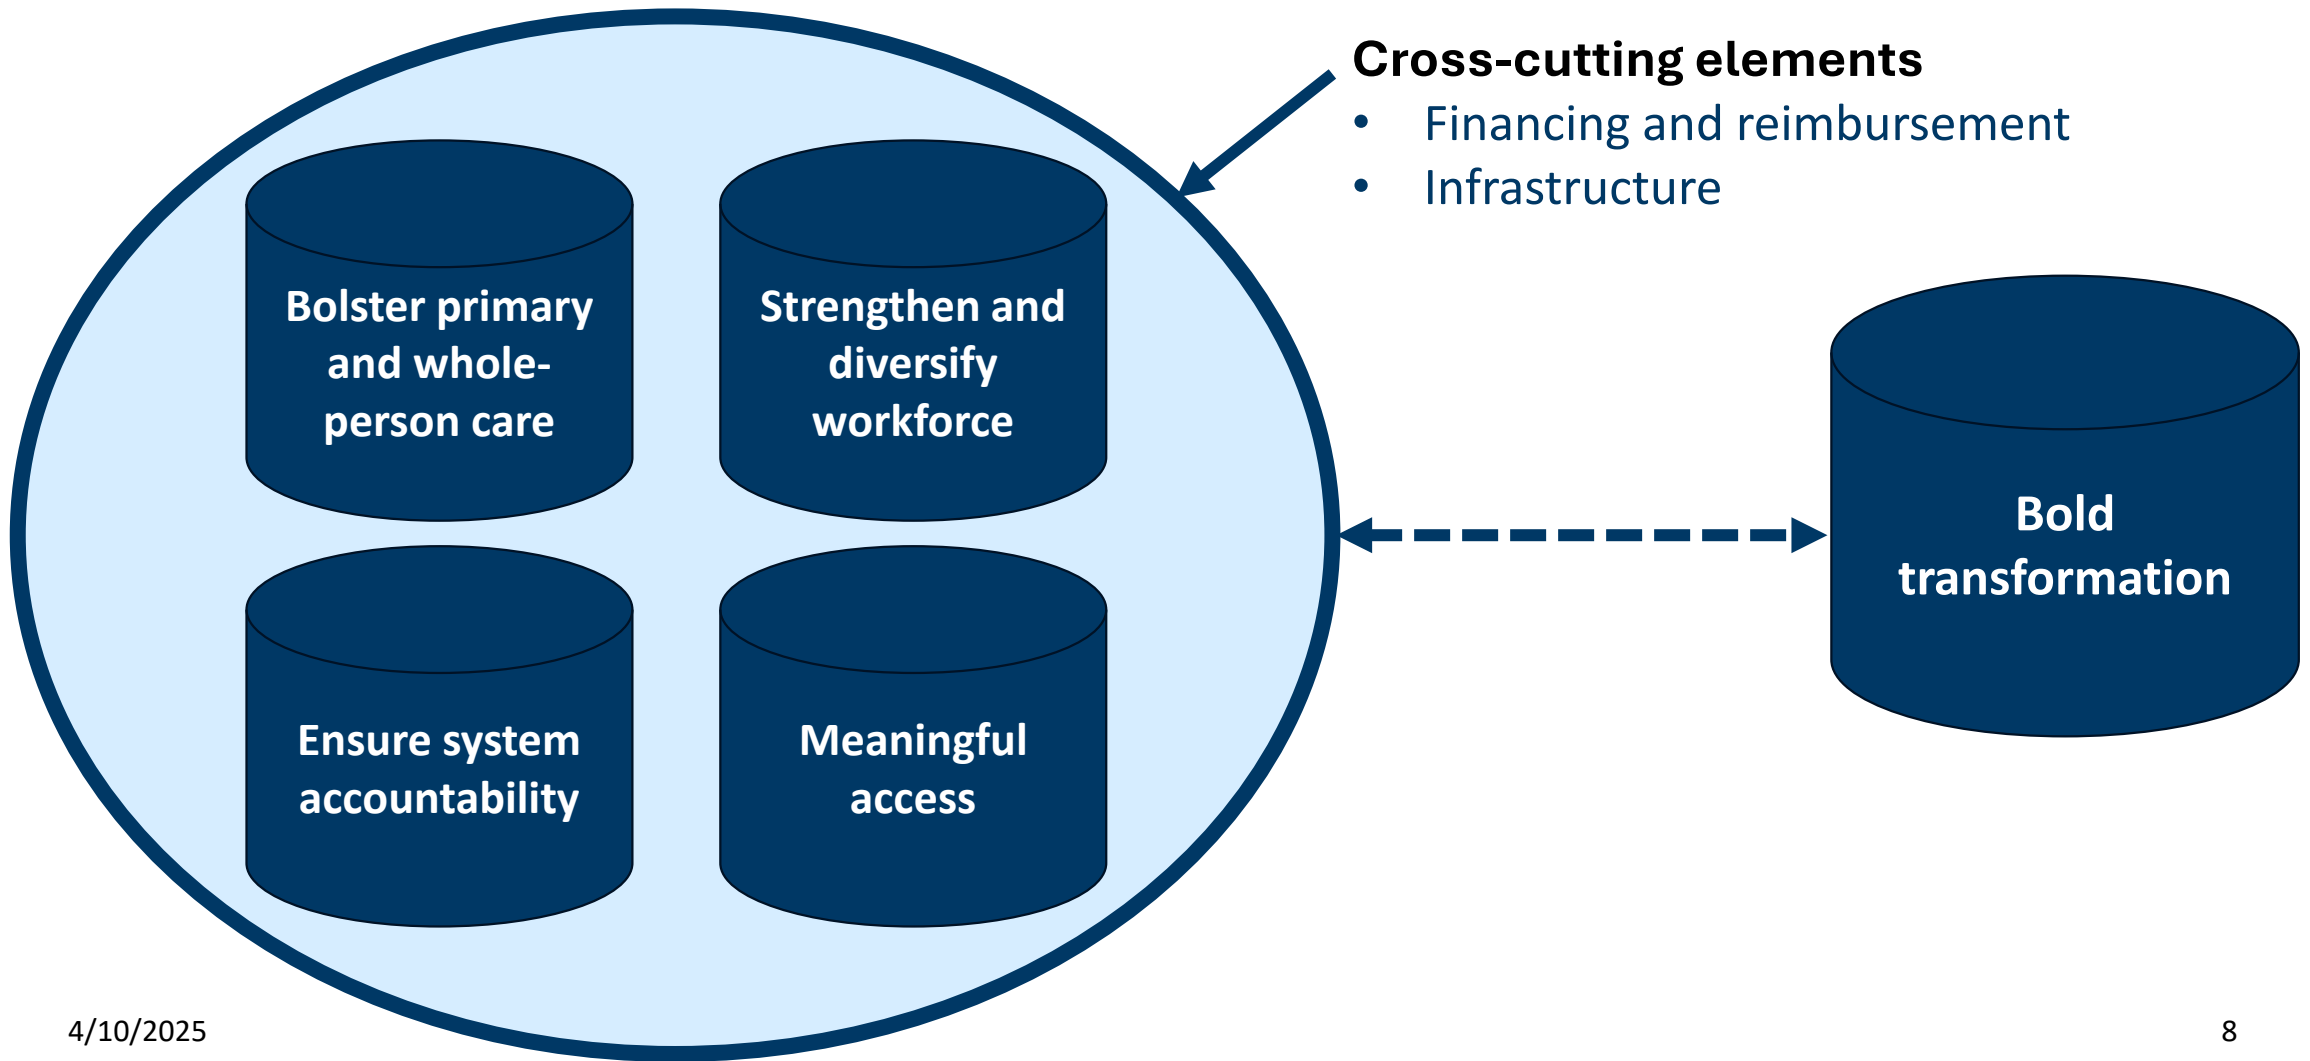 Cross-cutting elements
• Financing and reimbursement
• Infrastructure
Bolster primary
and whole-
person care
Strengthen and
diversify
workforce
Ensure system
accountability
Meaningful
access
Bold
transformation
4/10/2025
8